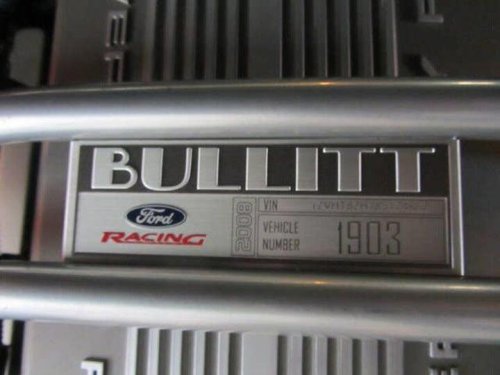 BULLITT
Ford
RACING
2008
VIN
VEHICLE
NUMBER
1903